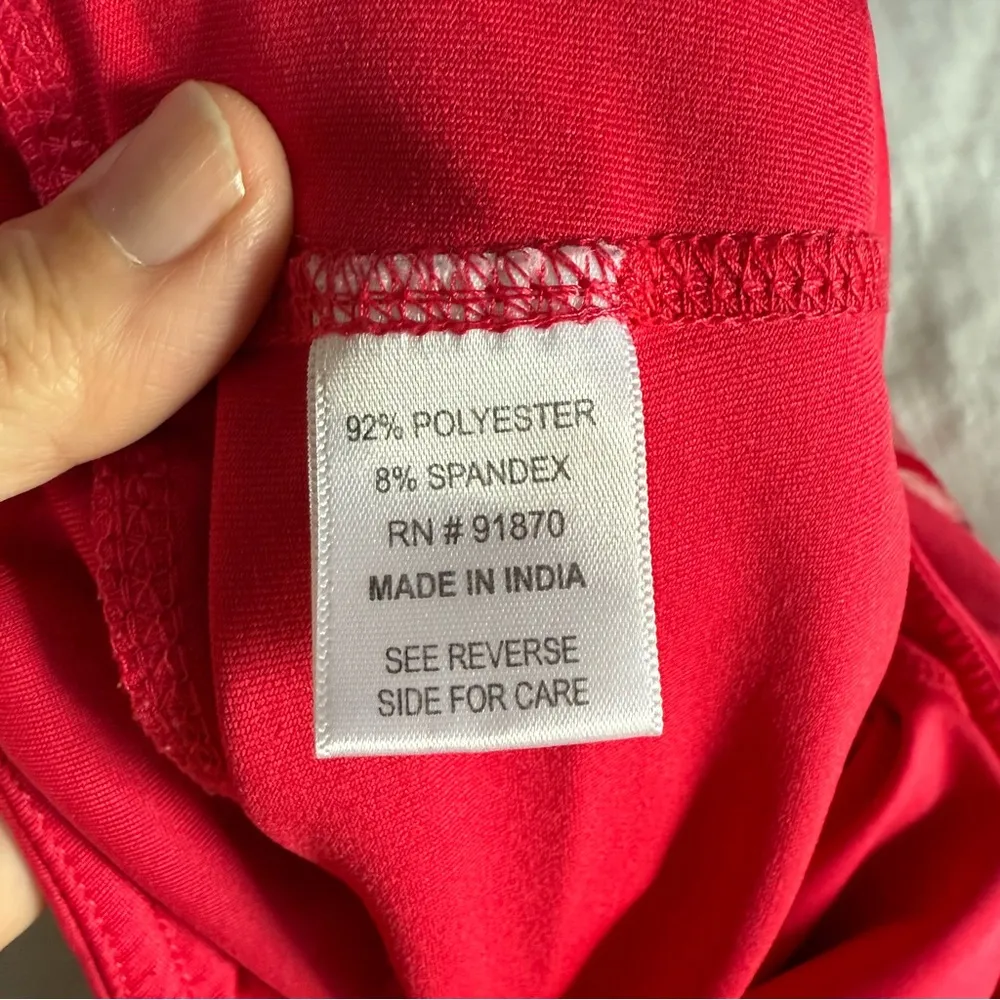 92% POLYESTER
8% SPANDEX
RN # 91870
MADE IN INDIA
SEE REVERSE
SIDE FOR CARE